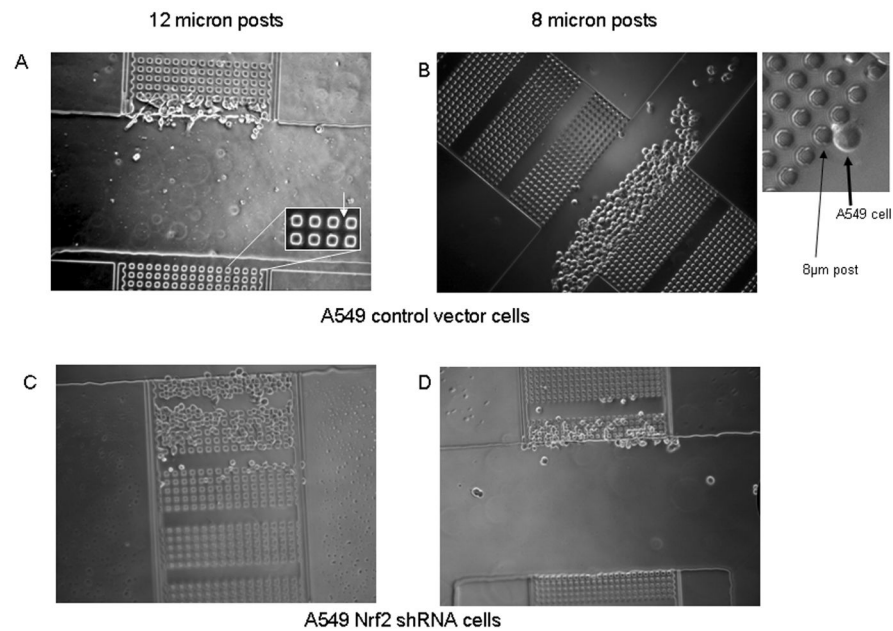 12 micron posts
8 micron posts
A
B
A549 cell
8µm post
A549 control vector cells
C
D
A549 Nrf2 shRNA cells